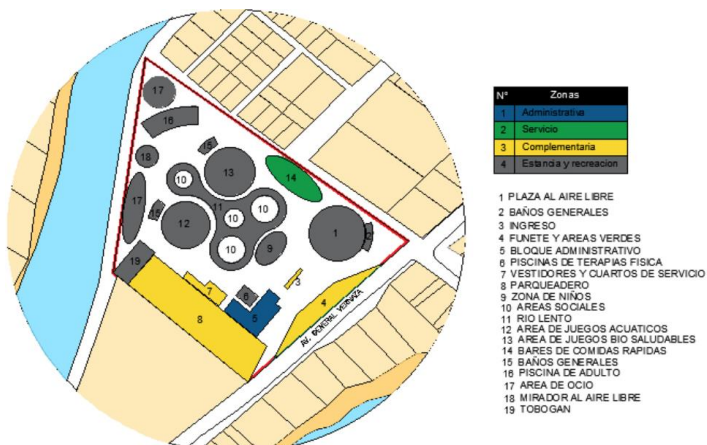 17
16
15
18
13
14
10
17
11
10
10
15
12
1
2
10
9
19
3
7
6
4
8
5
AV. GENERAL VERNAZA
N° Zonas
1 Administrativa
2 Servicio
3 Complementaria
4 Estancia y recreacion
1 PLAZA AL AIRE LIBRE
2 BAÑOS GENERALES
3 INGRESO
4 FUNETE Y AREAS VERDES
5 BLOQUE ADMINISTRATIVO
6 PISCINAS DE TERAPIAS FISICA
7 VESTIDORES Y CUARTOS DE SERVICIO
8 PARQUEADERO
9 ZONA DE NIÑOS
10 AREAS SOCIALES
11 RIO LENTO
12 AREA DE JUEGOS ACUATICOS
13 AREA DE JUEGOS BIO SALUDABLES
14 BARES DE COMIDAS RAPIDAS
15 BAÑOS GENERALES
16 PISCINA DE ADULTO
17 AREA DE OCIO
18 MIRADOR AL AIRE LIBRE
19 TOBOGAN